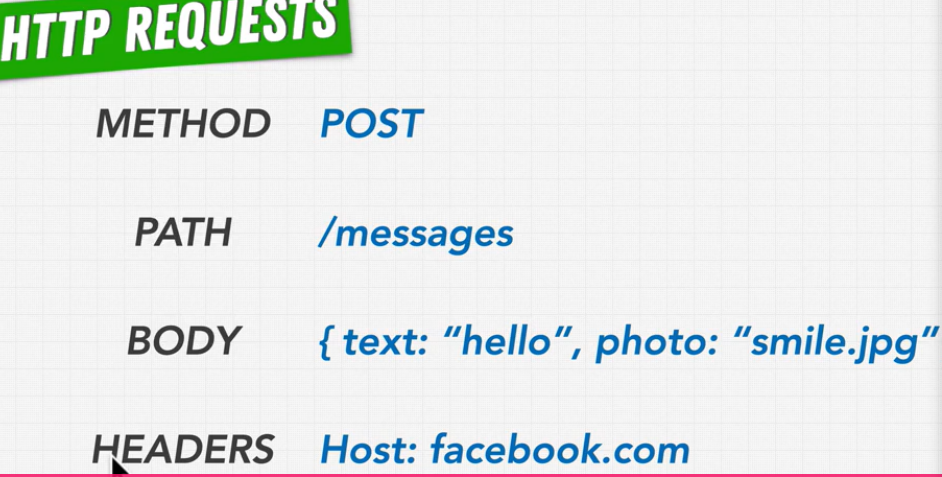 HTTP REQUESTS
METHOD POST
PATH /messages
BODY { text: “hello”, photo: “smile.jpg”
HEADERS Host: facebook.com